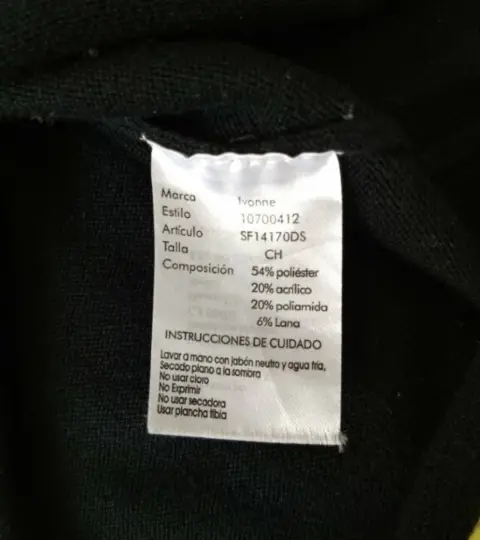 Marca Ivonne
Estilo 10700412
Artículo SF14170DS
Talla CH
Composición 54% poliéster
20% acrílico
20% poliamida
6% Lana
INSTRUCCIONES DE CUIDADO
Lavar a mano con jabón neutro y agua fría,
Secado plano a la sombra
No usar cloro
No Exprimir
No usar secadora
Usar plancha tibia